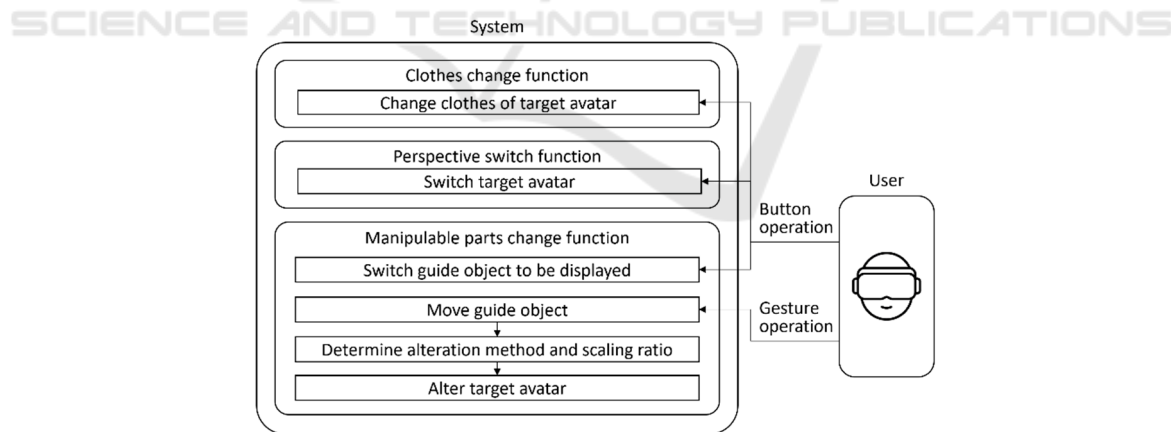 SCIENCE AND TECHNOLOGY PUBLICATIONS
System
Clothes change function
Change clothes of target avatar
Perspective switch function
Switch target avatar
Manipulable parts change function
Switch guide object to be displayed
Move guide object
Determine alteration method and scaling ratio
Alter target avatar
User
Button
operation
Gesture
operation